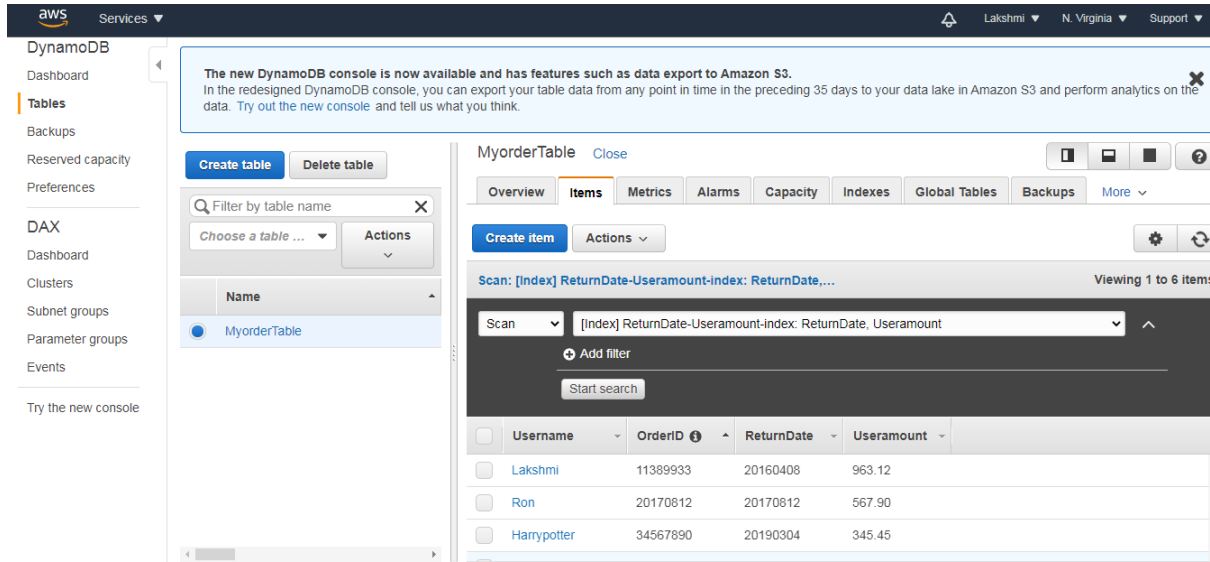 aws Services Lakshmi N. Virginia Support
DynamoDB
Dashboard
Tables
Backups
Reserved capacity
Preferences
DAX
Dashboard
Clusters
Subnet groups
Parameter groups
Events
Try the new console
The new DynamoDB console is now available and has features such as data export to Amazon S3.
In the redesigned DynamoDB console, you can export your table data from any point in time in the preceding 35 days to your data lake in Amazon S3 and perform analytics on the
data. Try out the new console and tell us what you think.
Create table Delete table
Filter by table name
Choose a table ... Actions
Name
MyorderTable
MyorderTable Close
Overview Items Metrics Alarms Capacity Indexes Global Tables Backups More
Create item Actions
Scan: [Index] ReturnDate-Useramount-index: ReturnDate,... Viewing 1 to 6 items
Scan [Index] ReturnDate-Useramount-index: ReturnDate, Useramount
Add filter
Start search
Username OrderID ReturnDate Useramount
Lakshmi 11389933 20160408 963.12
Ron 20170812 20170812 567.90
Harrypotter 34567890 20190304 345.45